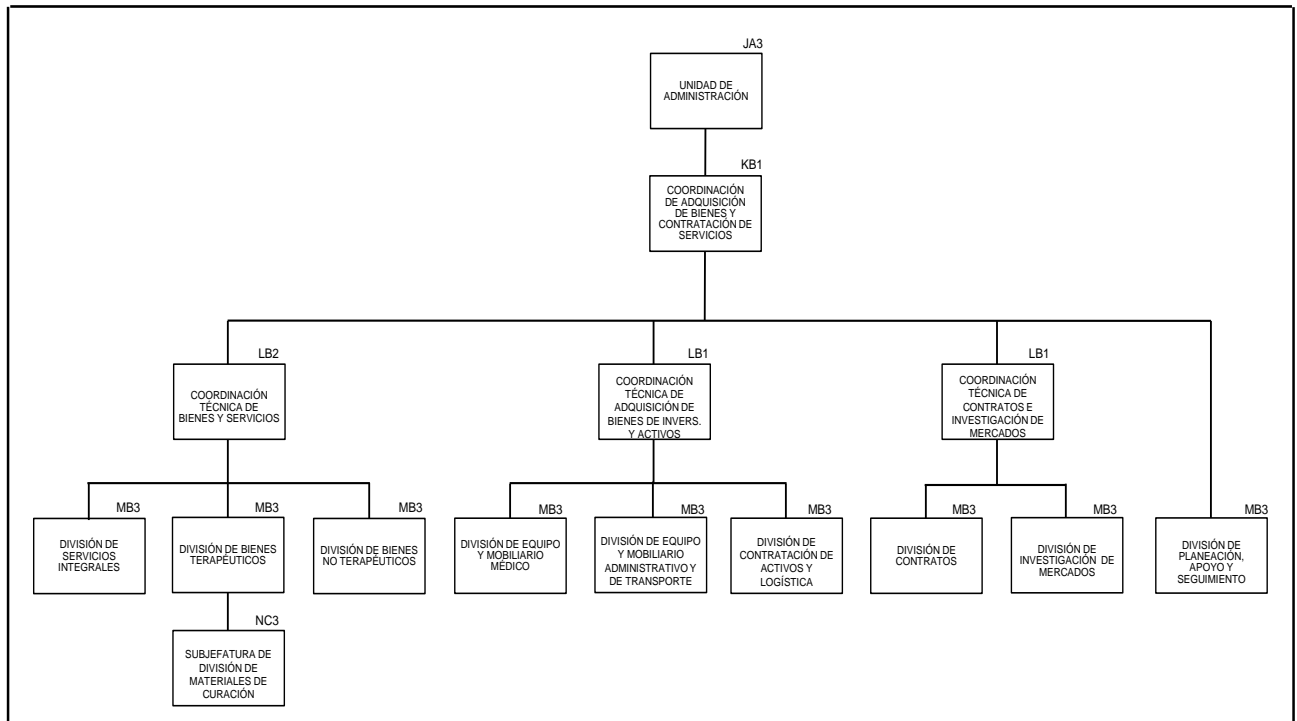 JA3
UNIDAD DE
ADMINISTRACIÓN
KB1
COORDINACIÓN
DE ADQUISICIÓN
DE BIENES Y
CONTRATACIÓN DE
SERVICIOS
LB2
COORDINACIÓN
TÉCNICA DE
BIENES Y SERVICIOS
LB1
COORDINACIÓN
TÉCNICA DE
ADQUISICIÓN DE
BIENES DE INVERS.
Y ACTIVOS
LB1
COORDINACIÓN
TÉCNICA DE
CONTRATOS E
INVESTIGACIÓN DE
MERCADOS
MB3
DIVISIÓN DE
SERVICIOS
INTEGRALES
MB3
DIVISIÓN DE BIENES
TERAPÉUTICOS
MB3
DIVISIÓN DE BIENES
NO TERAPÉUTICOS
MB3
DIVISIÓN DE EQUIPO
Y MOBILIARIO
MÉDICO
MB3
DIVISIÓN DE EQUIPO
Y MOBILIARIO
ADMINISTRATIVO Y
DE TRANSPORTE
MB3
DIVISIÓN DE
CONTRATACIÓN DE
ACTIVOS Y
LOGÍSTICA
MB3
DIVISIÓN DE
CONTRATOS
MB3
DIVISIÓN DE
INVESTIGACIÓN DE
MERCADOS
MB3
DIVISIÓN DE
PLANEACIÓN,
APOYO Y
SEGUIMIENTO
NC3
SUBJEFATURA DE
DIVISIÓN DE
MATERIALES DE
CURACIÓN